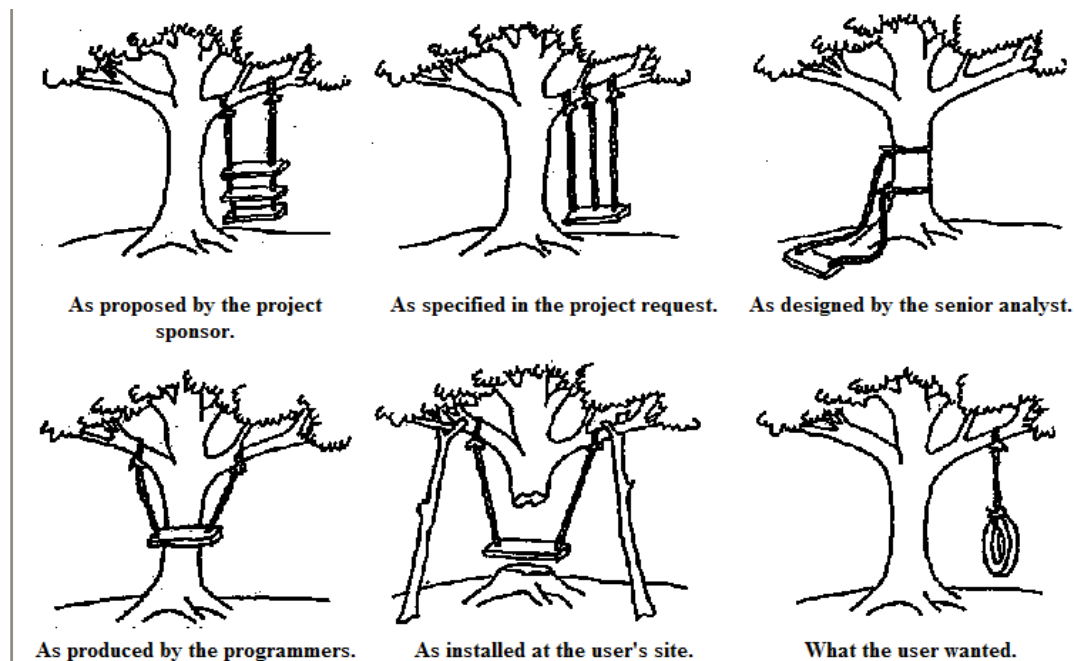 As proposed by the project
sponsor.
As specified in the project request.
As designed by the senior analyst.
As produced by the programmers.
As installed at the user's site.
What the user wanted.